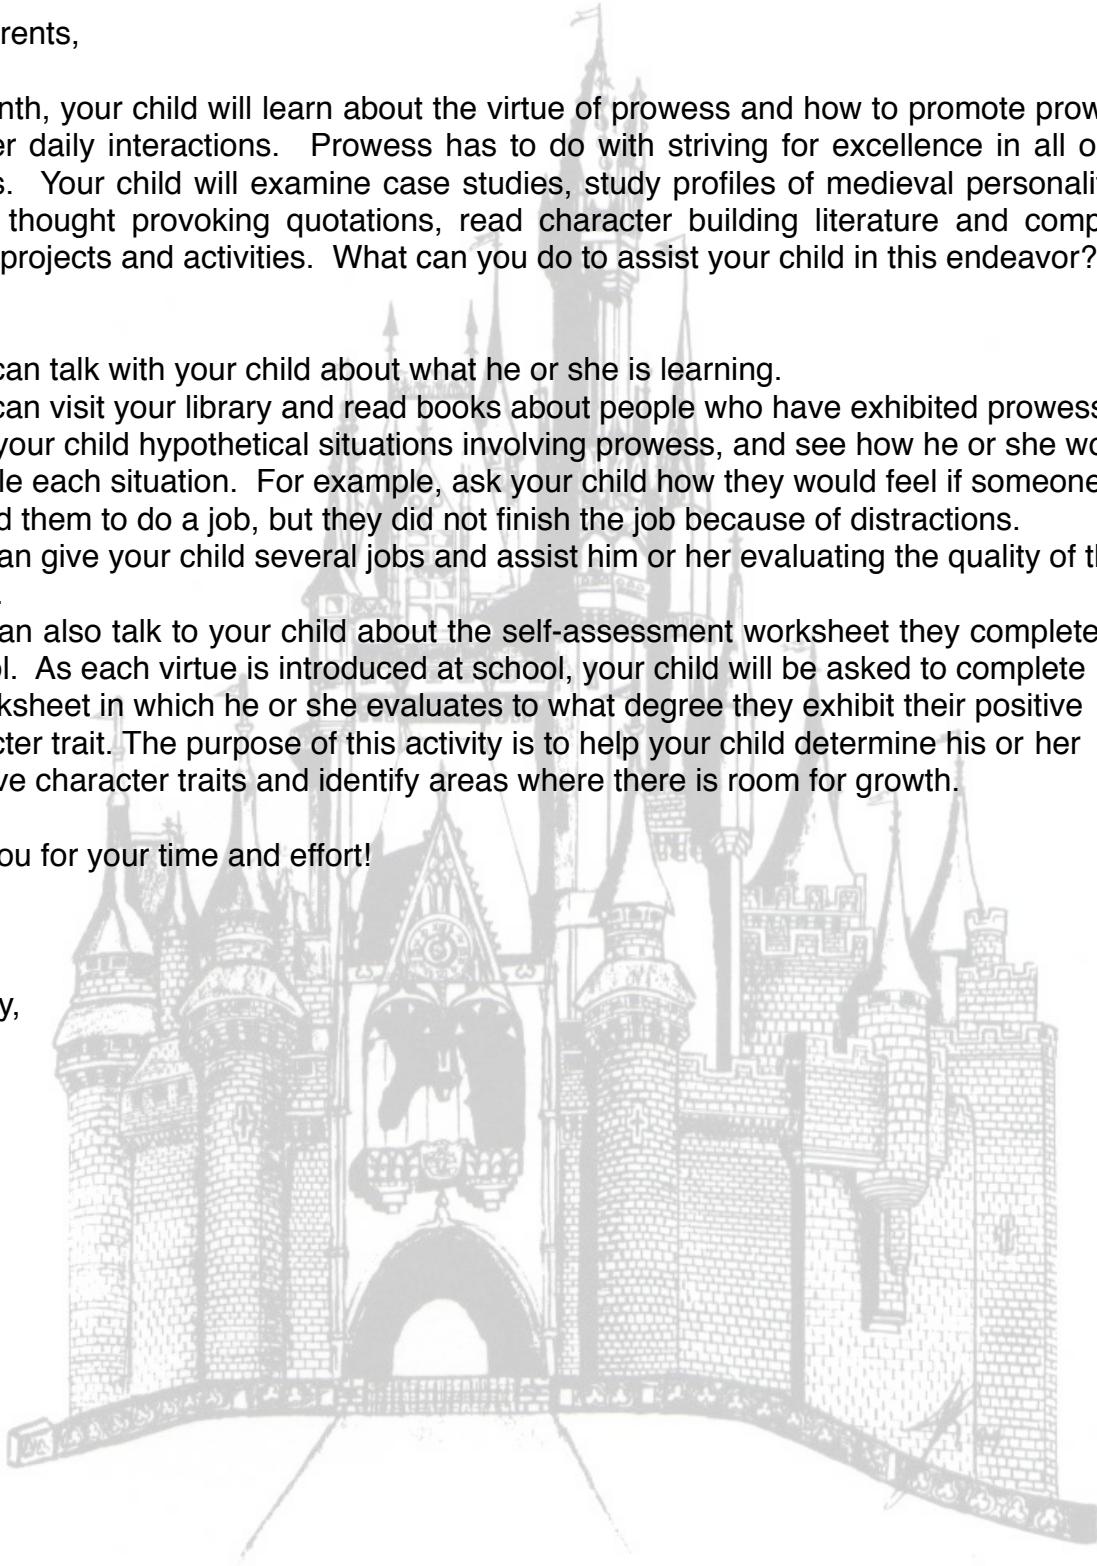 rents,
nth, your child will learn about the virtue of prowess and how to promote prow
er daily interactions. Prowess has to do with striving for excellence in all o
s. Your child will examine case studies, study profiles of medieval personali
thought provoking quotations, read character building literature and comp
projects and activities. What can you do to assist your child in this endeavor?
can talk with your child about what he or she is learning.
can visit your library and read books about people who have exhibited prowess
your child hypothetical situations involving prowess, and see how he or she wo
le each situation. For example, ask your child how they would feel if someone
d them to do a job, but they did not finish the job because of distractions.
an give your child several jobs and assist him or her evaluating the quality of th
.
an also talk to your child about the self-assessment worksheet they complete
ol. As each virtue is introduced at school, your child will be asked to complete
ksheet in which he or she evaluates to what degree they exhibit their positive
cter trait. The purpose of this activity is to help your child determine his or her
ve character traits and identify areas where there is room for growth.
ou for your time and effort!
y,